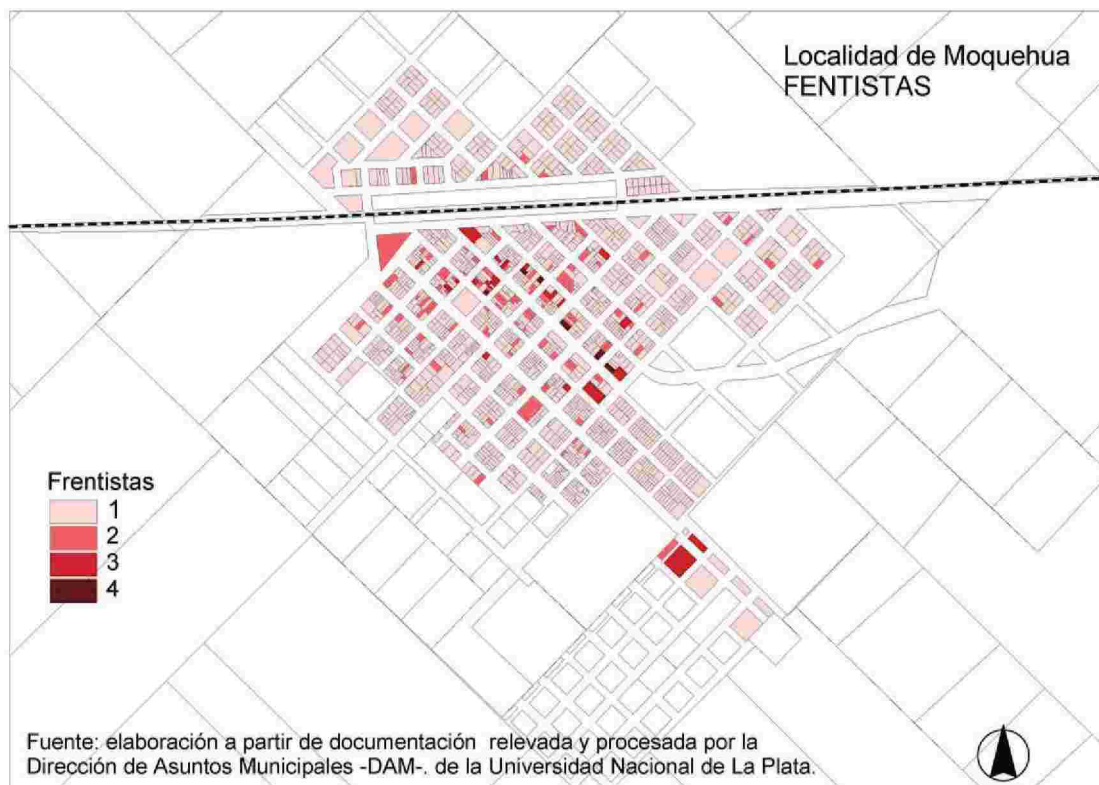 Localidad de Moquehua
FENTISTAS
Frentistas
1
2
3
4
Fuente: elaboración a partir de documentación relevada y procesada por la
Dirección de Asuntos Municipales -DAM-. de la Universidad Nacional de La Plata.